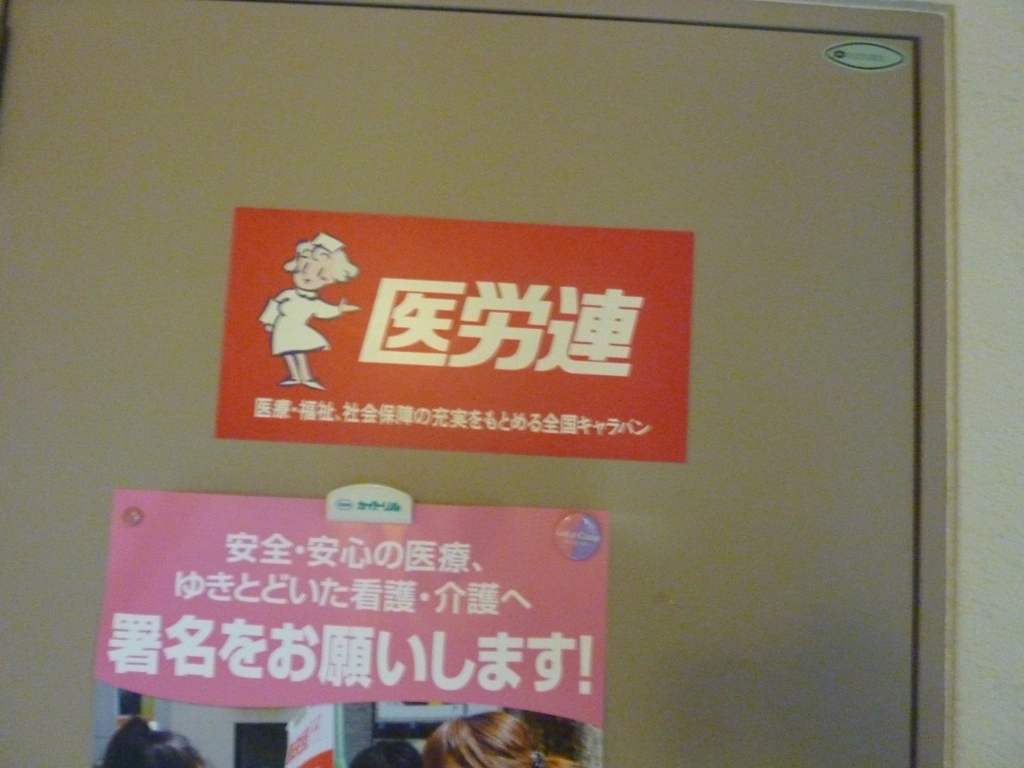 医労連
医療・福祉、社会保障の充実をもとめる全国キャラバン
安全・安心の医療、
ゆきとどいた看護・介護へ
署名をお願いします!